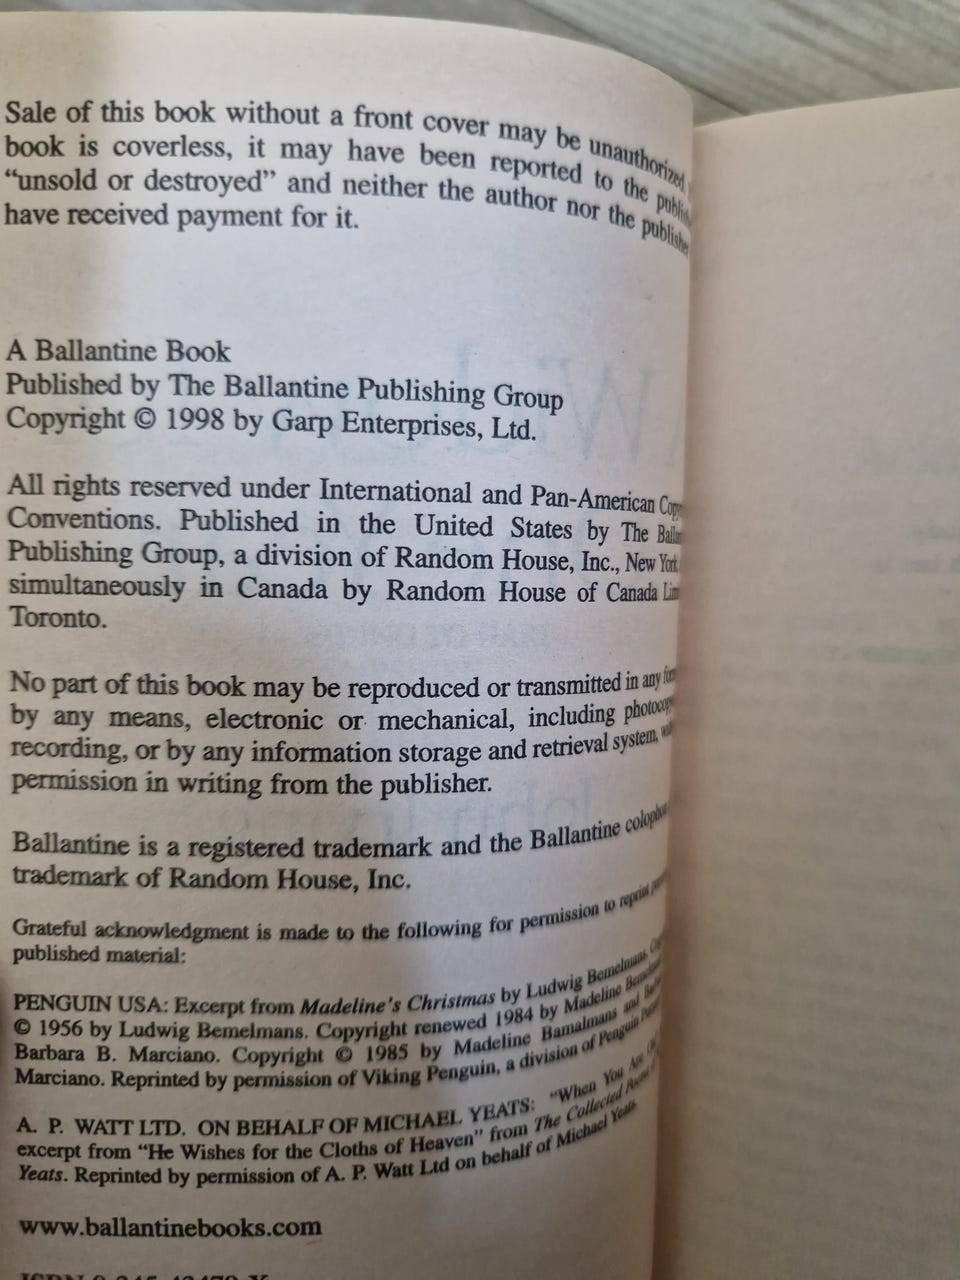 Sale of this book without a front cover may be unauthorized
book is coverless, it may have been reported to the
“unsold or destroyed” and neither the author nor the
have received payment for it.
A Ballantine Book
Published by The Ballantine Publishing Group
Copyright © 1998 by Garp Enterprises, Ltd.
All rights reserved under International and Pan-American
Conventions. Published in the United States by The
Publishing Group, a division of Random House, Inc., New York
simultaneously in Canada by Random House of Canada
Toronto.
No part of this book may be reproduced or transmitted in any
by any means, electronic or mechanical, including
recording, or by any information storage and retrieval system,
permission in writing from the publisher.
Ballantine is a registered trademark and the Ballantine
trademark of Random House, Inc.
Grateful acknowledgment is made to the following for permission to reprint
published material:
PENGUIN USA: Excerpt from Madeline’s Christmas by Ludwig Bemelmans.
© 1956 by Ludwig Bemelmans. Copyright renewed 1984 by Madeline
Barbara B. Marciano. Copyright © 1985 by Madeline Bamalmans and
Marciano. Reprinted by permission of Viking Penguin, a division of Penguin
A. P. WATT LTD. ON BEHALF OF MICHAEL YEATS: “When You Are
excerpt from “He Wishes for the Cloths of Heaven” from The Collected
Yeats. Reprinted by permission of A. P. Watt Ltd on behalf of Michael Yeats.
www.ballantinebooks.com